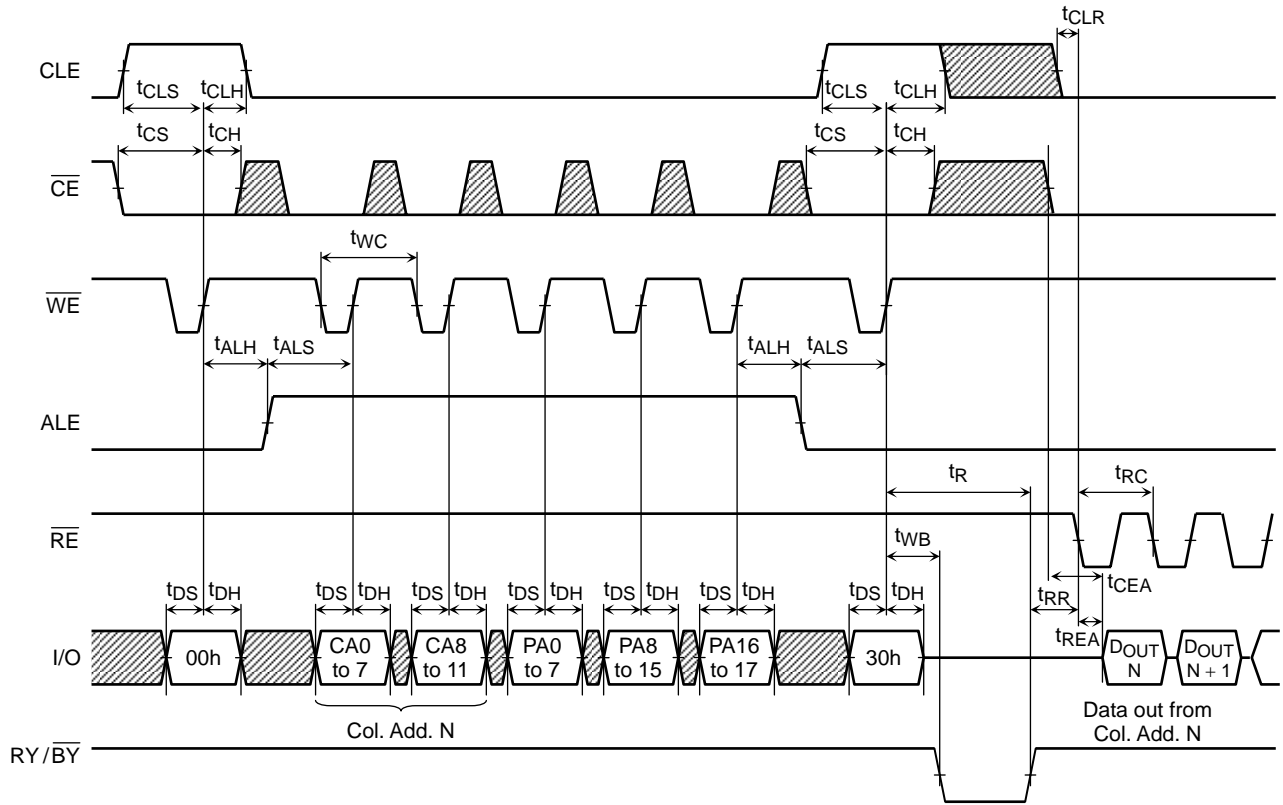 tCLR
CLE
tCLS tCLH tCLS tCLH
tCS tCH tCS tCH
CE
tWC
WE
tALH tALS tALH tALS
ALE
tR tRC
RE
tWB
tCEA
tDS tDH tDS tDH tDS tDH tDS tDH tDS tDH tDS tDH tDS tDH tRR
tREA
I/O 00h CA0 to 7 CA8 to 11 PA0 to 7 PA8 to 15 PA16 to 17 30h DOUT N DOUT N + 1
Col. Add. N
Data out from
Col. Add. N
RY/BY